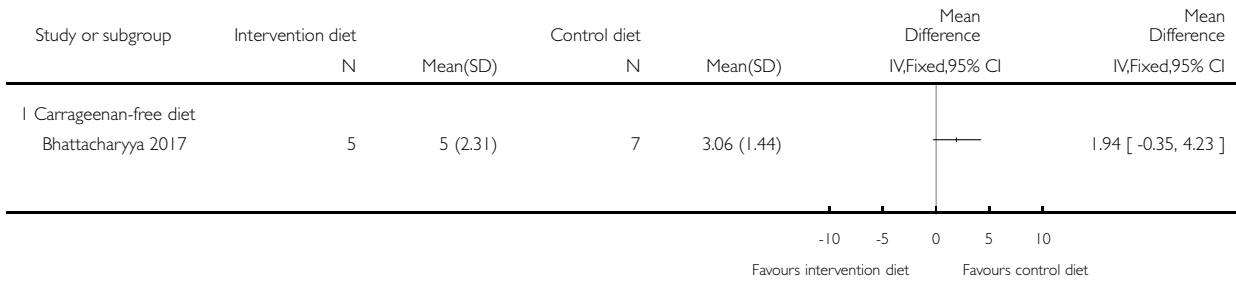 Study or subgroup Intervention diet Control diet Mean Difference Mean Difference
N Mean(SD) N Mean(SD) IV,Fixed,95% CI IV,Fixed,95% CI
1 Carrageenan-free diet
Bhattacharyya 2017 5 5 (2.31) 7 3.06 (1.44) 1.94 [ -0.35, 4.23 ]
-10 -5 0 5 10
Favours intervention diet Favours control diet